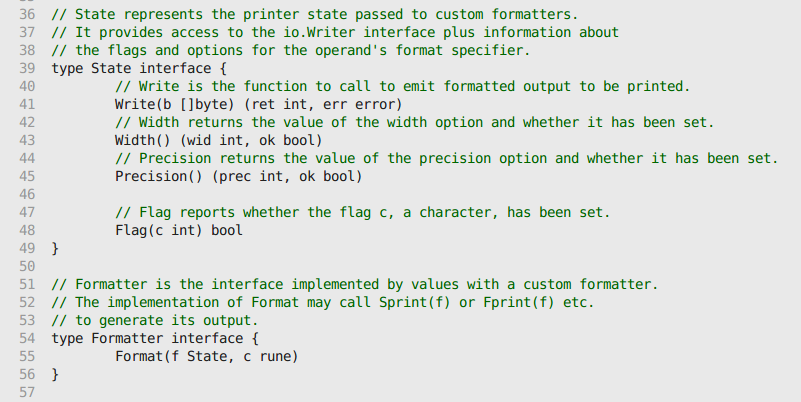 36 // State represents the printer state passed to custom formatters.
37 // It provides access to the io.Writer interface plus information about
38 // the flags and options for the operand's format specifier.
39 type State interface {
40 // Write is the function to call to emit formatted output to be printed.
41 Write(b []byte) (ret int, err error)
42 // Width returns the value of the width option and whether it has been set.
43 Width() (wid int, ok bool)
44 // Precision returns the value of the precision option and whether it has been set.
45 Precision() (prec int, ok bool)
46
47 // Flag reports whether the flag c, a character, has been set.
48 Flag(c int) bool
49 }
50
51 // Formatter is the interface implemented by values with a custom formatter.
52 // The implementation of Format may call Sprint(f) or Fprint(f) etc.
53 // to generate its output.
54 type Formatter interface {
55 Format(f State, c rune)
56 }
57